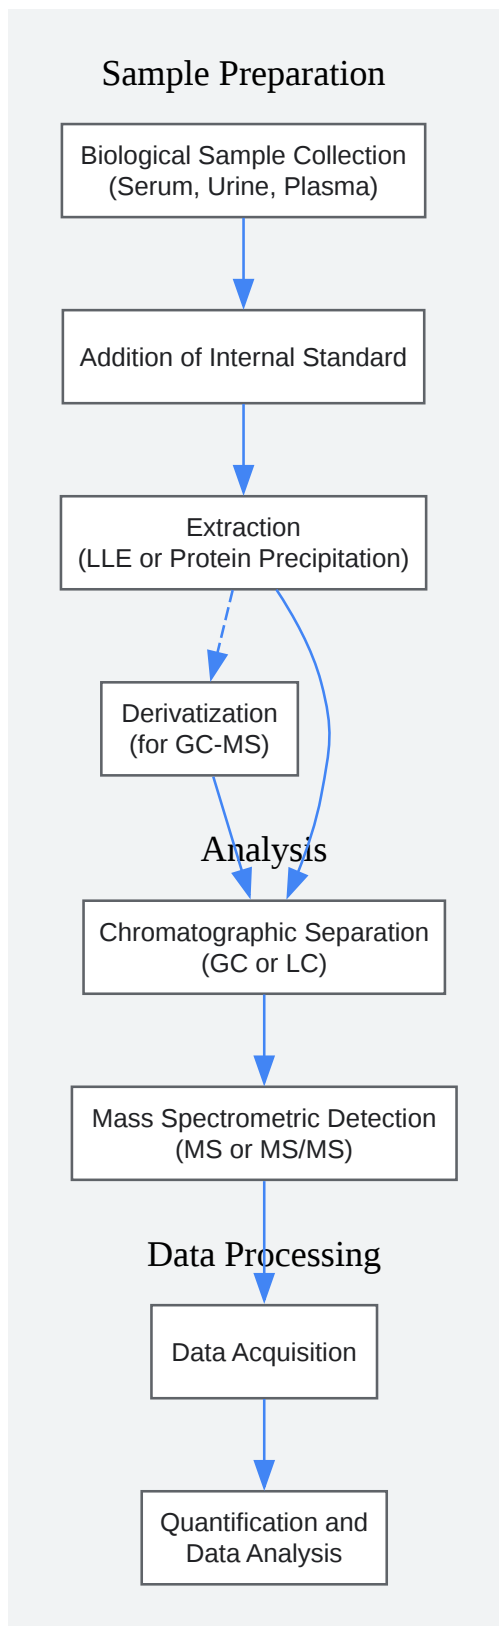 Sample Preparation
Biological Sample Collection
(Serum, Urine, Plasma)
Addition of Internal Standard
Extraction
(LLE or Protein Precipitation)
Derivatization
(for GC-MS)
Analysis
Chromatographic Separation
(GC or LC)
Mass Spectrometric Detection
(MS or MS/MS)
Data Processing
Data Acquisition
Quantification and
Data Analysis